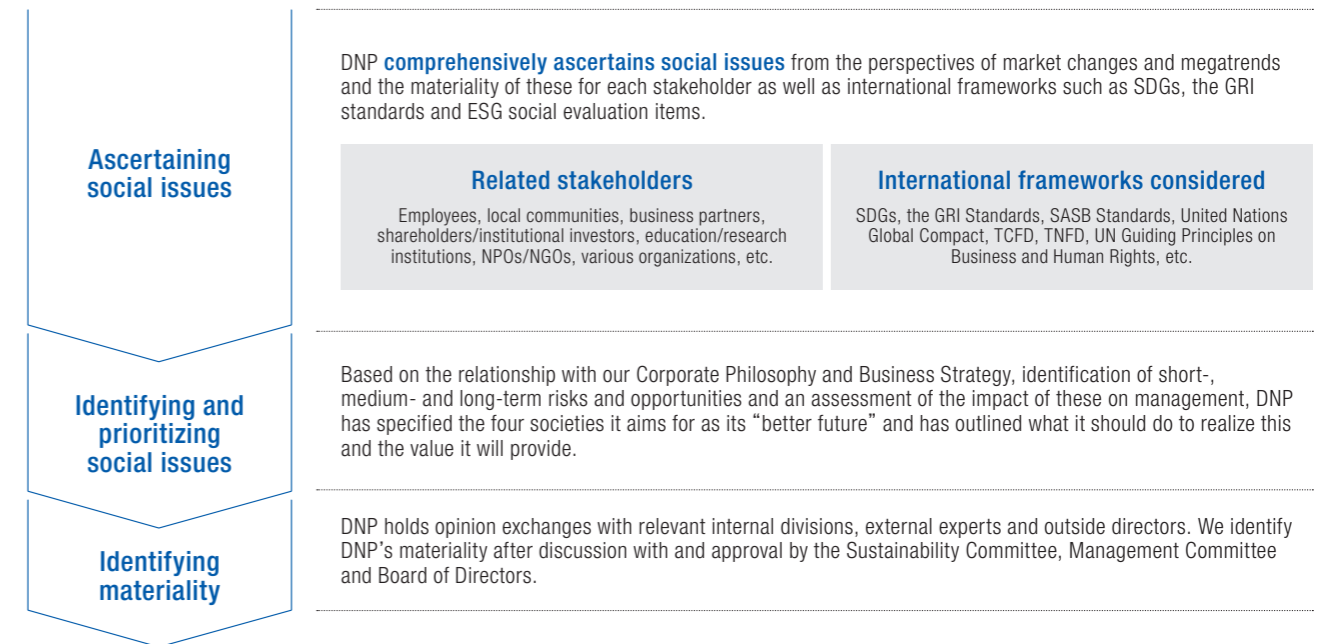 Ascertaining
social issues
DNP comprehensively ascertains social issues from the perspectives of market changes and megatrends
and the materiality of these for each stakeholder as well as international frameworks such as SDGs, the GRI
standards and ESG social evaluation items.
Related stakeholders
Employees, local communities, business partners,
shareholders/institutional investors, education/research
institutions, NPOs/NGOs, various organizations, etc.
International frameworks considered
SDGs, the GRI Standards, SASB Standards, United Nations
Global Compact, TCFD, TNFD, UN Guiding Principles on
Business and Human Rights, etc.
Identifying and
prioritizing
social issues
Based on the relationship with our Corporate Philosophy and Business Strategy, identification of short-,
medium- and long-term risks and opportunities and an assessment of the impact of these on management, DNP
has specified the four societies it aims for as its “better future” and has outlined what it should do to realize this
and the value it will provide.
Identifying
materiality
DNP holds opinion exchanges with relevant internal divisions, external experts and outside directors. We identify
DNP’s materiality after discussion with and approval by the Sustainability Committee, Management Committee
and Board of Directors.